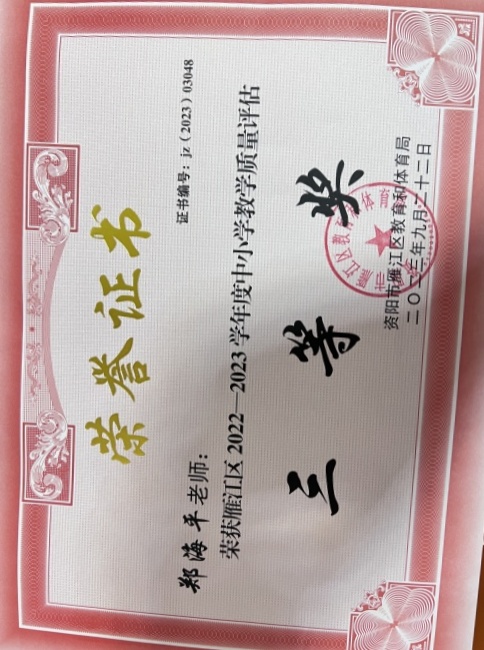 荣誉证书
证书编号：jz（2023）03048
郑海平老师：
荣获雁江区2022—2023学年度中小学教学质量评估
三等奖
资阳市雁江区教育和体育局
二〇二三年九月二十二日